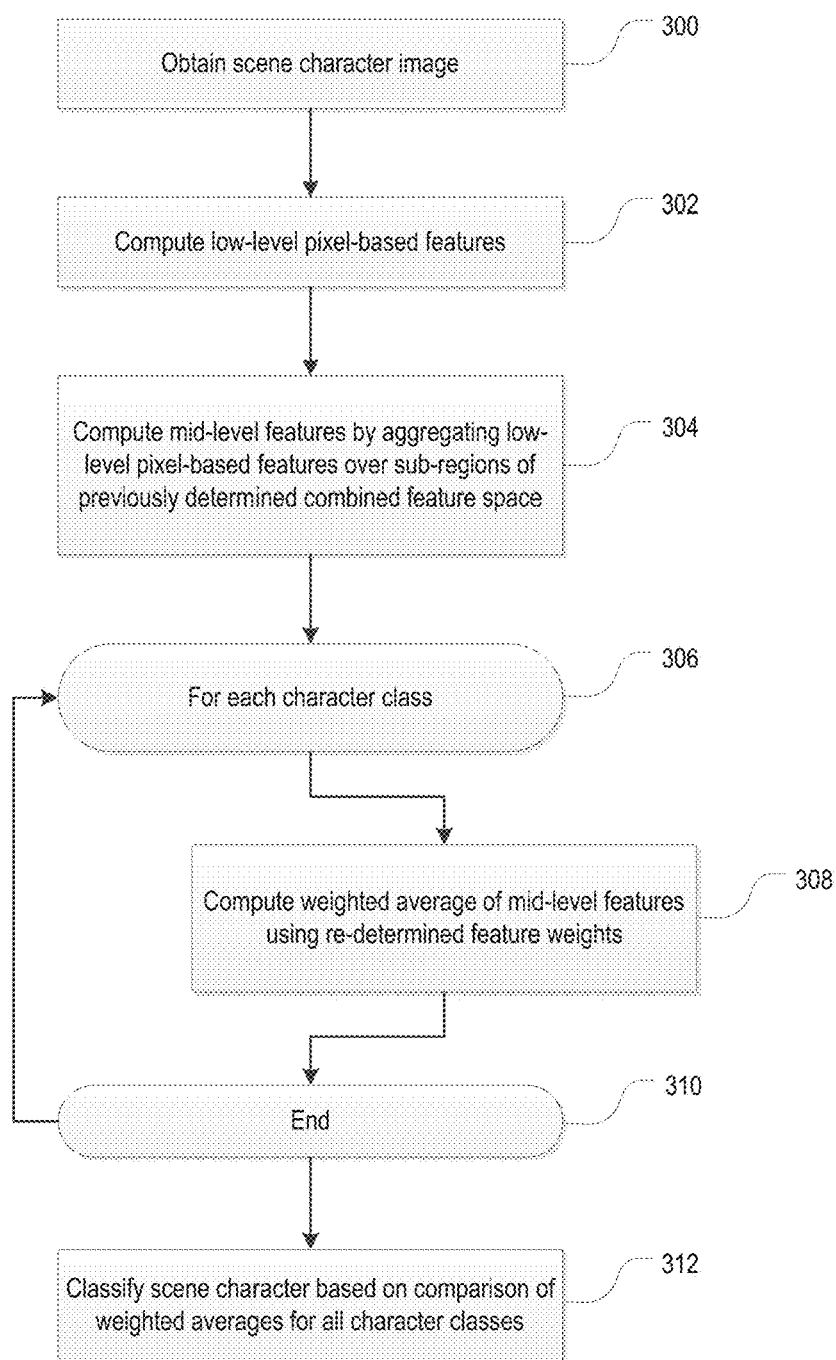 300
Obtain scene character image
302
Compute low-level pixel-based features
304
Compute mid-level features by aggregating low-
level pixel-based features over sub-regions of
previously determined combined feature space
306
For each character class
308
Compute weighted average of mid-level features
using re-determined feature weights
310
End
312
Classify scene character based on comparison of
weighted averages for all character classes